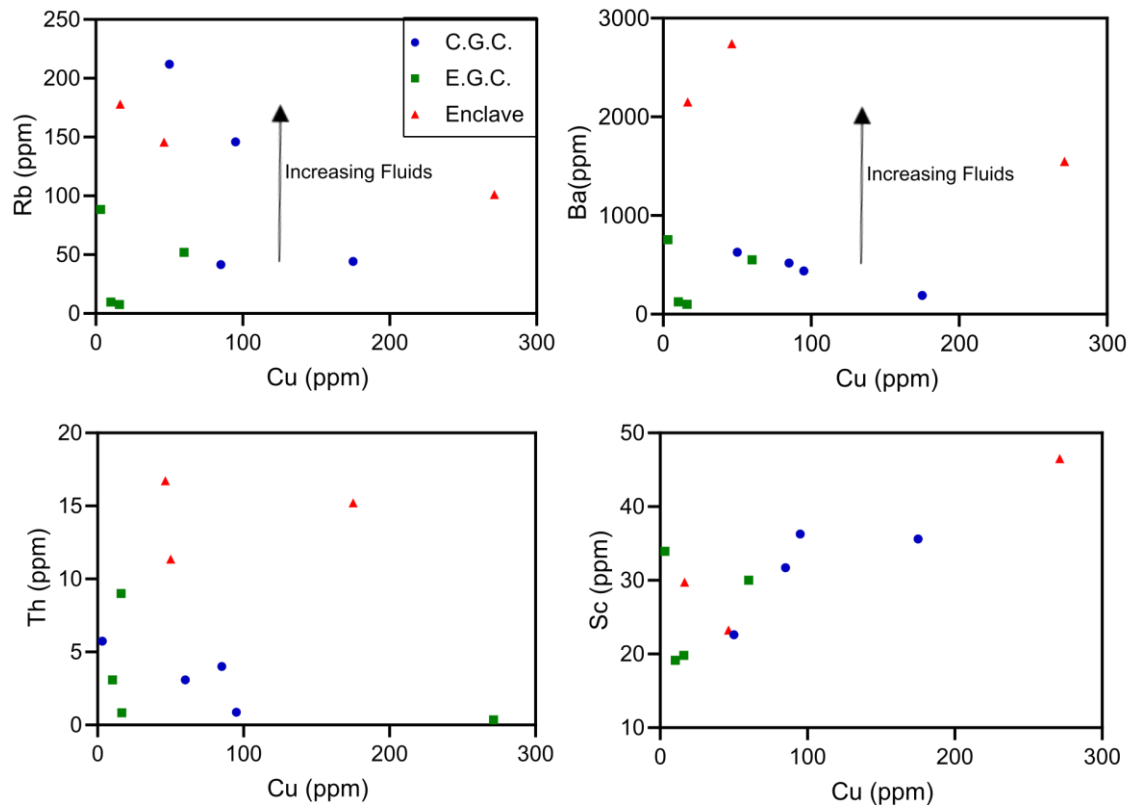 250
200
150
100
50
0
Rb (ppm)
C.G.C.
E.G.C.
Enclave
Increasing Fluids
0 100 200 300
Cu (ppm)
3000
2000
1000
0
Ba(ppm)
Increasing Fluids
0 100 200 300
Cu (ppm)
20
15
10
5
0
Th (ppm)
0 100 200 300
Cu (ppm)
50
40
30
20
10
Sc (ppm)
0 100 200 300
Cu (ppm)